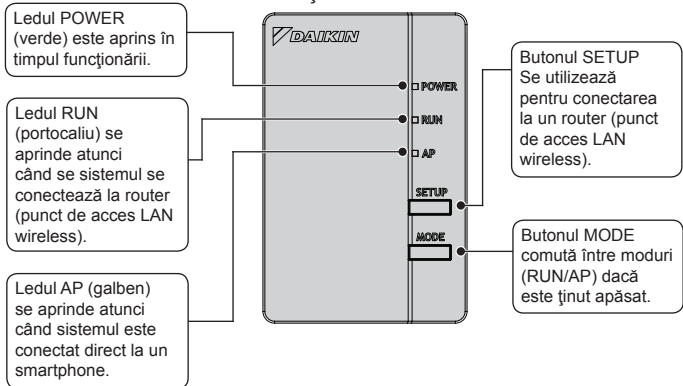 Ledul POWER
(verde) este aprins în
timpul funcţionării.
Ledul RUN
(portocaliu) se
aprinde atunci
când se sistemul se
conectează la router
(punct de acces LAN
wireless).
Ledul AP (galben)
se aprinde atunci
când sistemul este
conectat direct la un
smartphone.
DAIKIN
POWER
RUN
AP
SETUP
MODE
Butonul SETUP
Se utilizează
pentru conectarea
la un router (punct
de acces LAN
wireless).
Butonul MODE
comută între moduri
(RUN/AP) dacă
este ţinut apăsat.